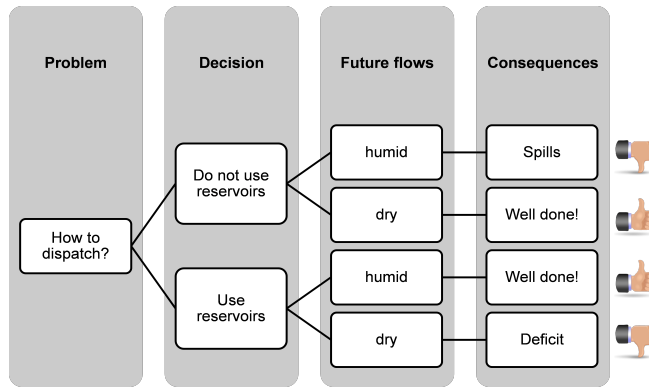 Problem
Decision
Future flows
Consequences
How to
dispatch?
Do not use
reservoirs
Use
reservoirs
humid
dry
humid
dry
Spills
Well done!
Well done!
Deficit